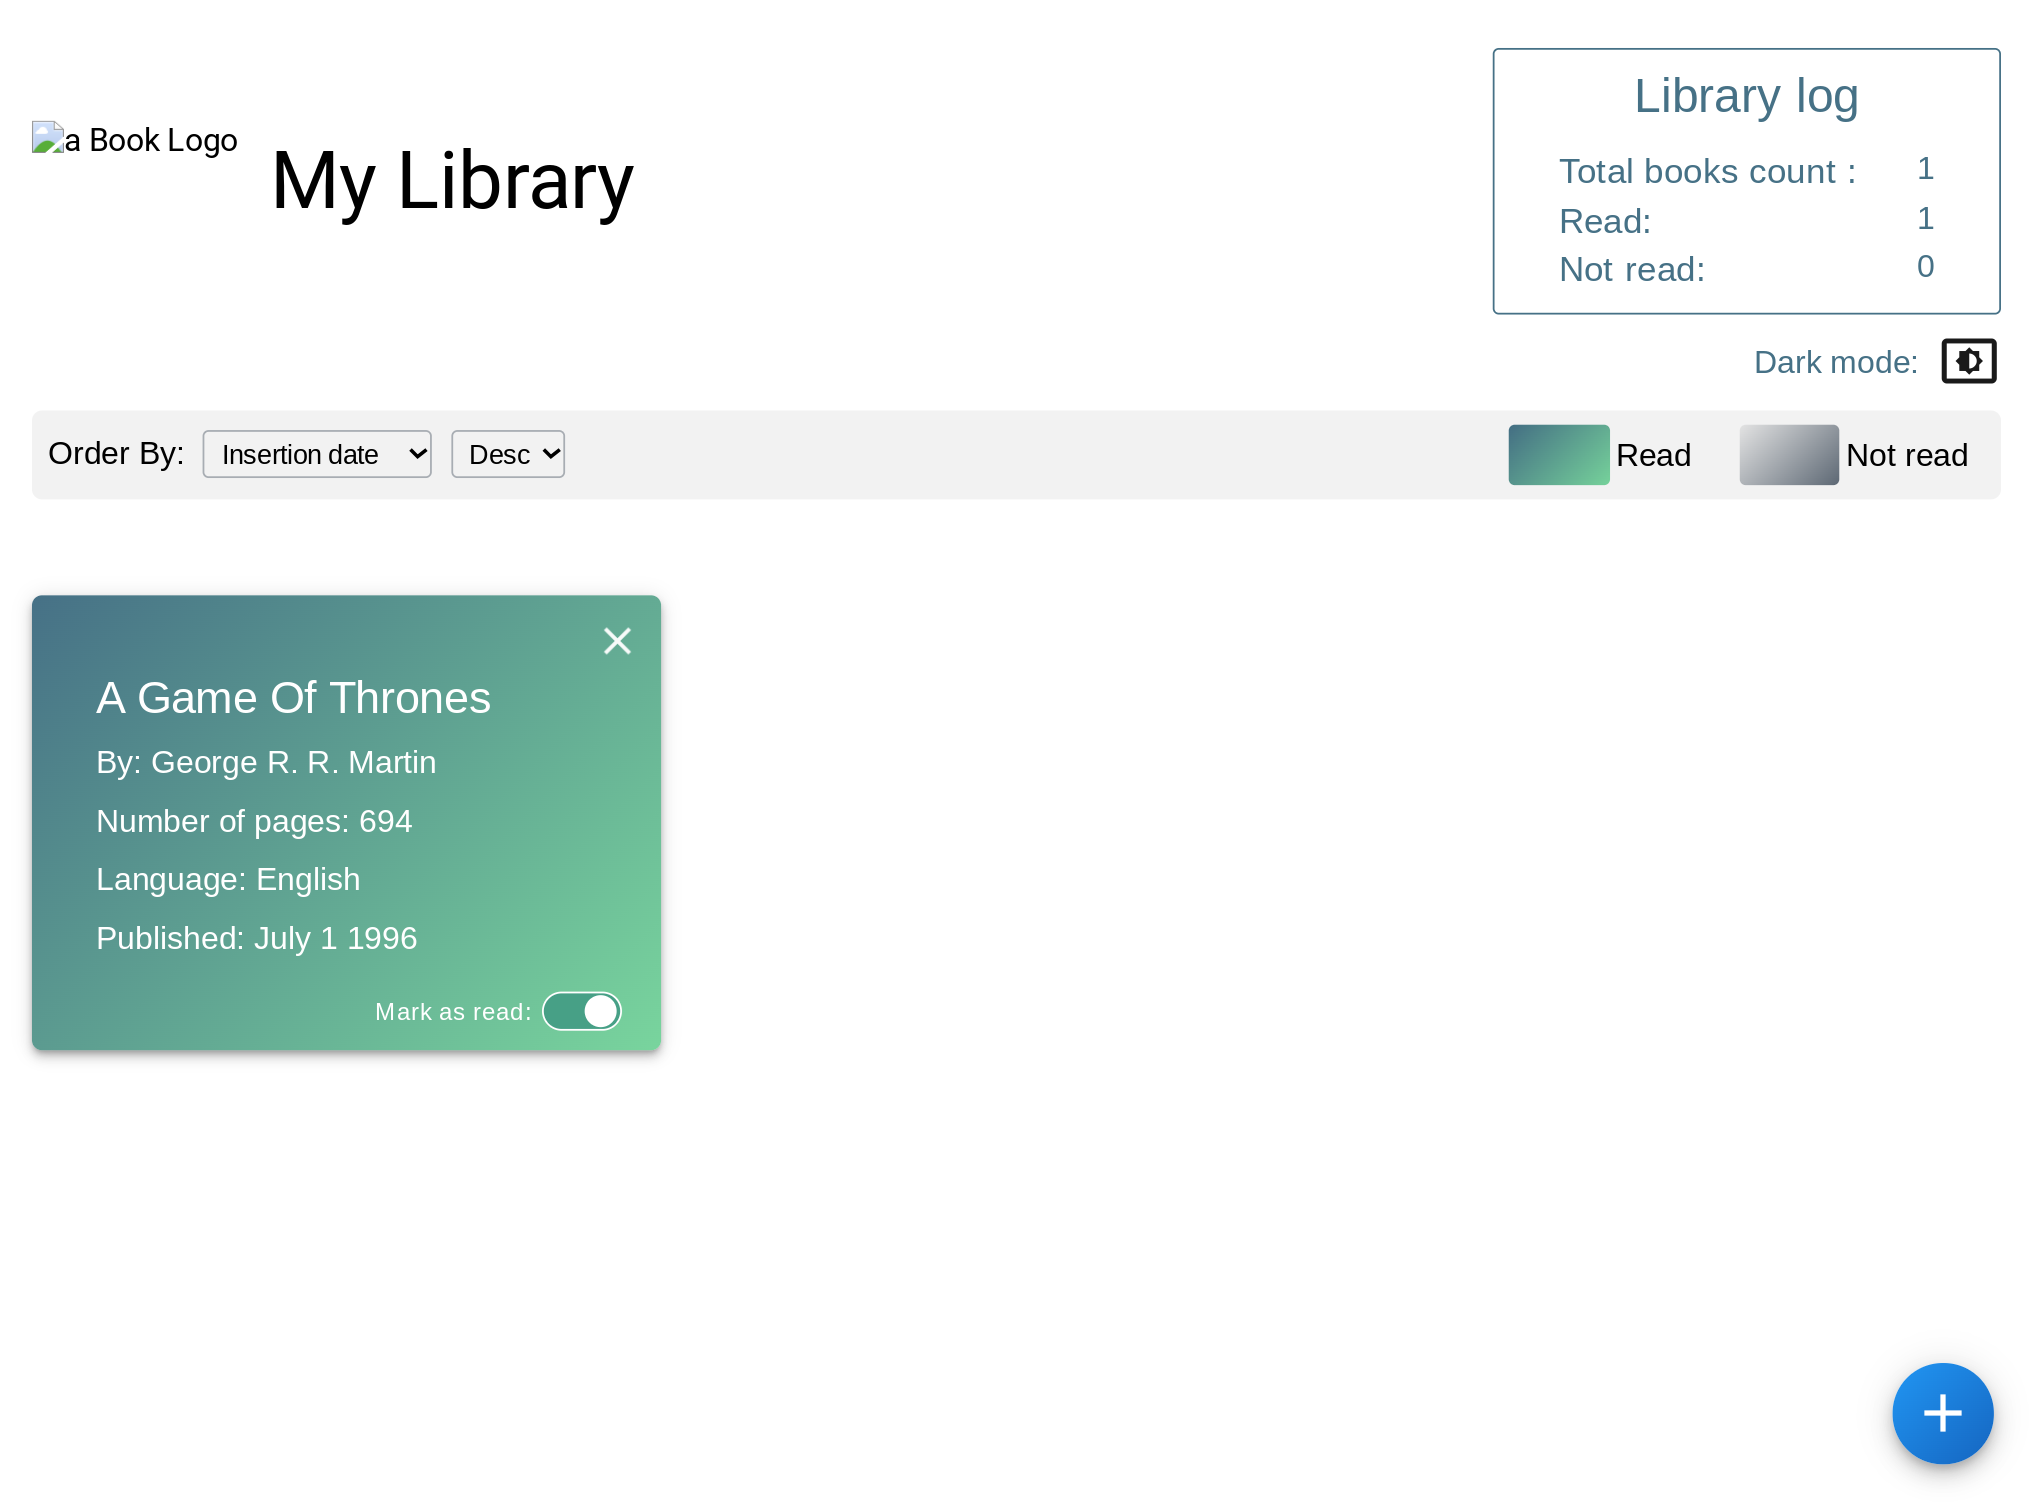 a Book Logo
My Library
Library log
Total books count : 1
Read: 1
Not read: 0
Dark mode:
Order By: Insertion date Desc Read Not read
A Game Of Thrones
By: George R. R. Martin
Number of pages: 694
Language: English
Published: July 1 1996
Mark as read: